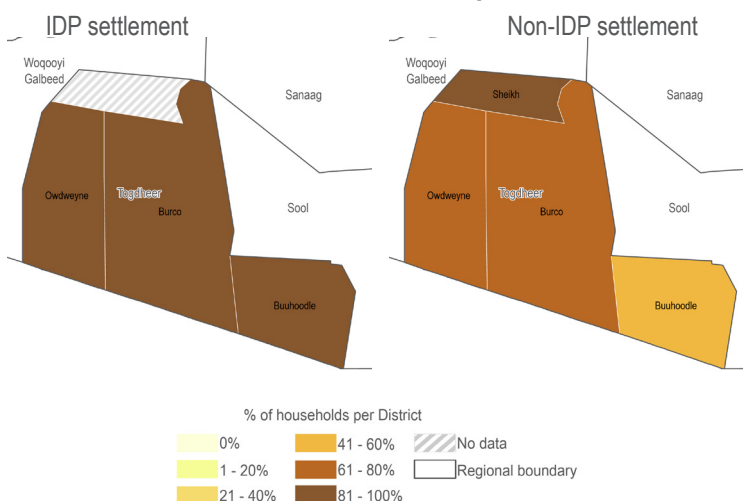 IDP settlement
Non-IDP settlement
Woqooyi
Galbeed
Sanaag
Owdweyne
Togdheer
Burco
Sool
Buuhoodle
Woqooyi
Galbeed
Sheikh
Sanaag
Owdweyne
Togdheer
Burco
Sool
Buuhoodle
% of households per District
0%
1 - 20%
21 - 40%
41 - 60%
61 - 80%
81 - 100%
No data
Regional boundary